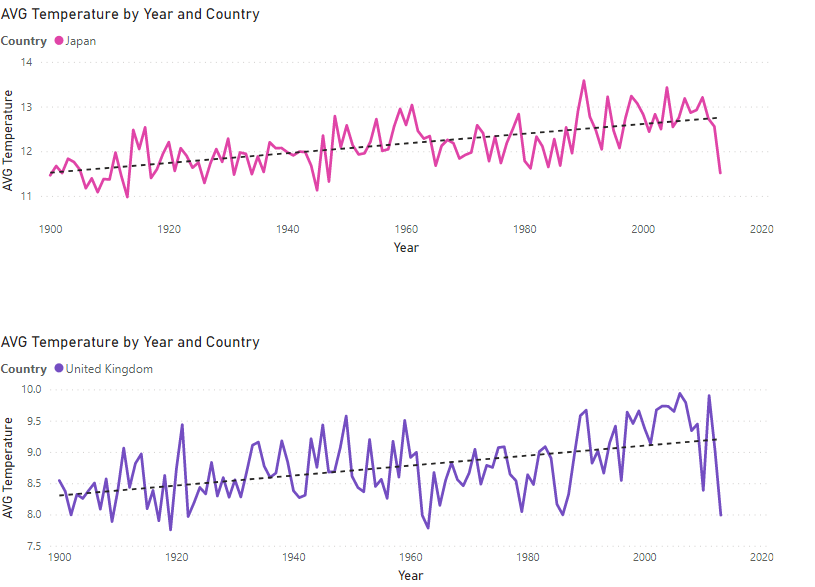 AVG Temperature by Year and Country
Country Japan
AVG Temperature
14
13
12
11
1900 1920 1940 1960 1980 2000 2020
Year
AVG Temperature by Year and Country
Country United Kingdom
AVG Temperature
10.0
9.5
9.0
8.5
8.0
7.5
1900 1920 1940 1960 1980 2000 2020
Year